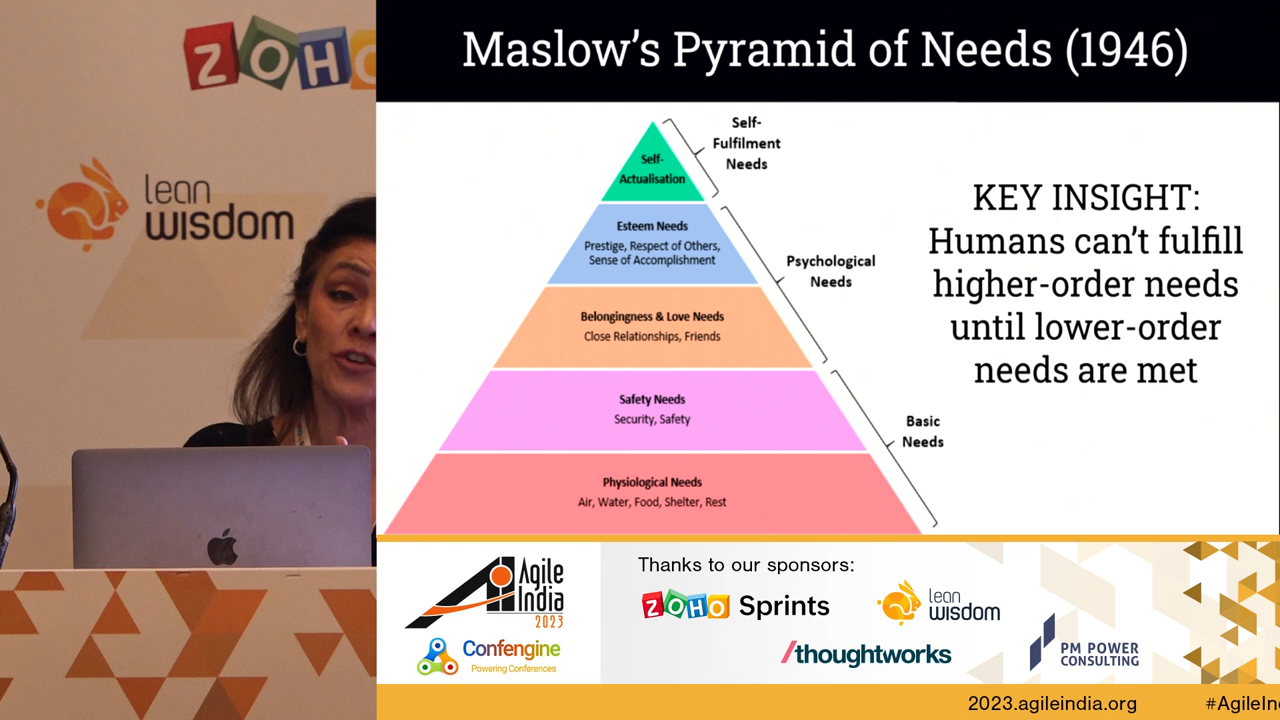 ZOHO
lean
wisdom
Maslow's Pyramid of Needs (1946)
Self-
Actualisation
Self-
Fulfilment
Needs
Esteem Needs
Prestige, Respect of Others,
Sense of Accomplishment
Psychological
Needs
Belongingness & Love Needs
Close Relationships, Friends
Safety Needs
Security, Safety
Basic
Needs
Physiological Needs
Air, Water, Food, Shelter, Rest
KEY INSIGHT:
Humans can't fulfill
higher-order needs
until lower-order
needs are met
Agile
India
2023
Confengine
Powering Conferences
Thanks to our sponsors:
ZOHO Sprints
lean
wisdom
/thoughtworks
PM POWER
CONSULTING
2023.agileindia.org
#AgileIn